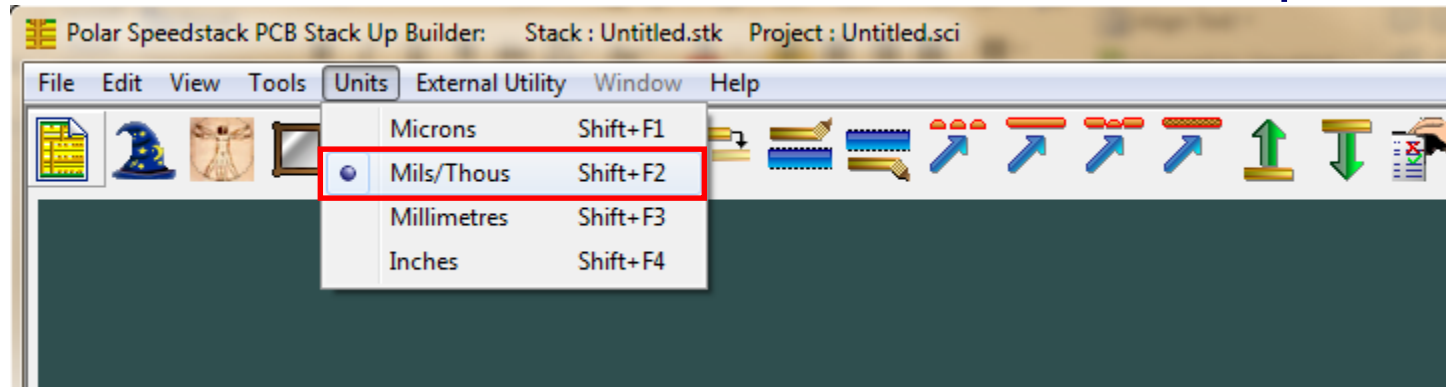 Polar Speedstack PCB Stack Up Builder: Stack : Untitled.stk Project : Untitled.sci
File Edit View Tools Units External Utility Window Help
Microns Shift+F1
Mils/Thous Shift+F2
Millimetres Shift+F3
Inches Shift+F4